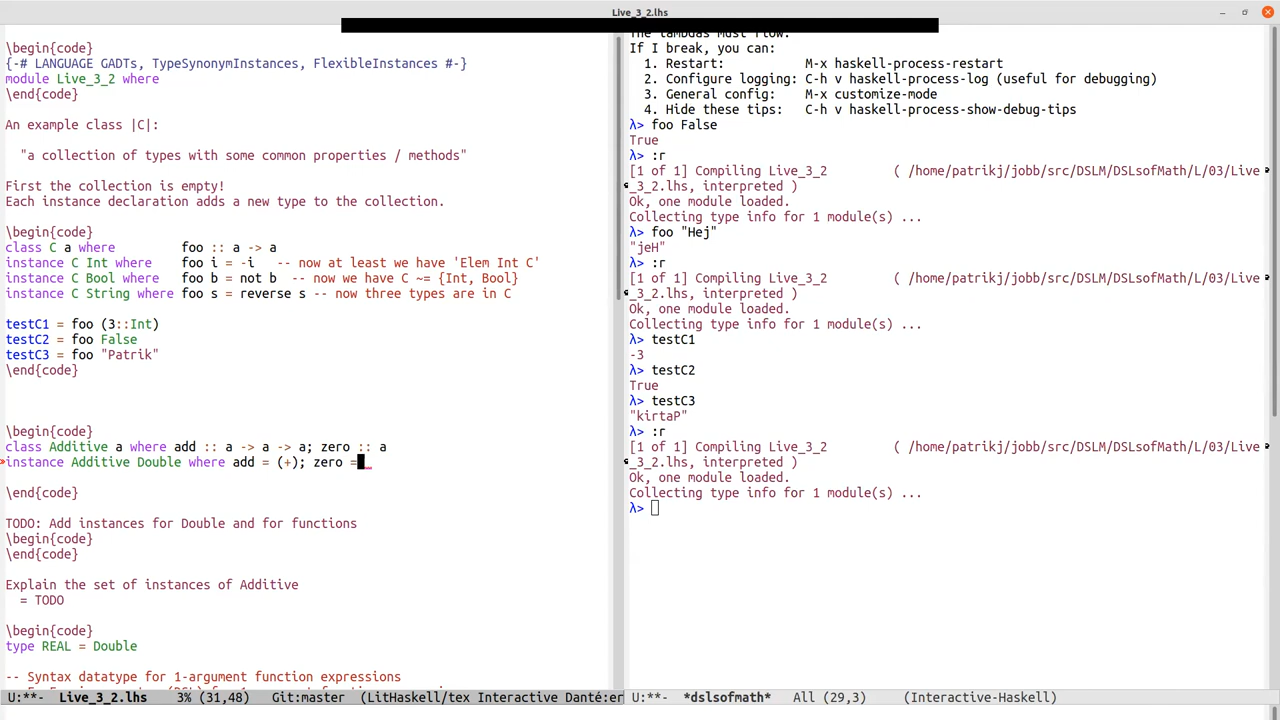 Live_3_2.lhs
\begin{code}
{-# LANGUAGE GADTs, TypeSynonymInstances, FlexibleInstances #-}
module Live_3_2 where
\end{code}
An example class |C|:
"a collection of types with some common properties / methods"
First the collection is empty!
Each instance declaration adds a new type to the collection.
\begin{code}
class C a where       foo :: a -> a
instance C Int where    foo i = -i   -- now at least we have 'Elem Int C'
instance C Bool where   foo b = not b  -- now we have C ~= {Int, Bool}
instance C String where foo s = reverse s -- now three types are in C
testC1 = foo (3::Int)
testC2 = foo False
testC3 = foo "Patrik"
\end{code}
\begin{code}
class Additive a where add :: a -> a -> a; zero :: a
instance Additive Double where add = (+); zero =
\end{code}
TODO: Add instances for Double and for functions
\begin{code}
\end{code}
Explain the set of instances of Additive
= TODO
\begin{code}
type REAL = Double
-- Syntax datatype for 1-argument function expressions
U:**-  Live_3_2.lhs    3% (31,48)    Git:master    (LitHaskell/tex Interactive Danté:er
The lambdas must flow.
If I break, you can:
1. Restart:           M-x haskell-process-restart
2. Configure logging: C-h v haskell-process-log (useful for debugging)
3. General config:    M-x customize-mode
4. Hide these tips:   C-h v haskell-process-show-debug-tips
λ> foo False
True
λ> :r
[1 of 1] Compiling Live_3_2         ( /home/patrikj/jobb/src/DSLM/DSLsofMath/L/03/Live
_3_2.lhs, interpreted )
Ok, one module loaded.
Collecting type info for 1 module(s) ...
λ> foo "Hej"
"jeH"
λ> :r
[1 of 1] Compiling Live_3_2         ( /home/patrikj/jobb/src/DSLM/DSLsofMath/L/03/Live
_3_2.lhs, interpreted )
Ok, one module loaded.
Collecting type info for 1 module(s) ...
λ> testC1
-3
λ> testC2
True
λ> testC3
"kirtaP"
λ> :r
[1 of 1] Compiling Live_3_2         ( /home/patrikj/jobb/src/DSLM/DSLsofMath/L/03/Live
_3_2.lhs, interpreted )
Ok, one module loaded.
Collecting type info for 1 module(s) ...
λ>
U:**-  *dslsofmath*    All (29,3)     (Interactive-Haskell)